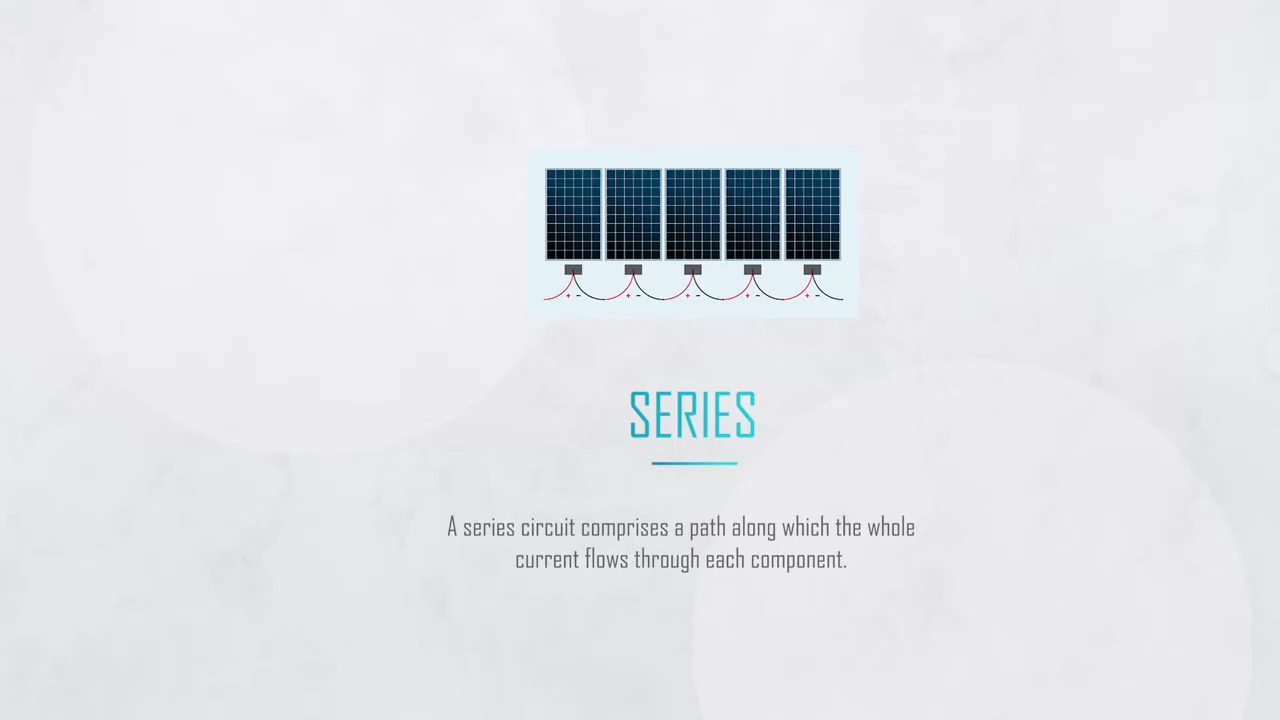 + - + - + - + - + -
SERIES
A series circuit comprises a path along which the whole
current flows through each component.